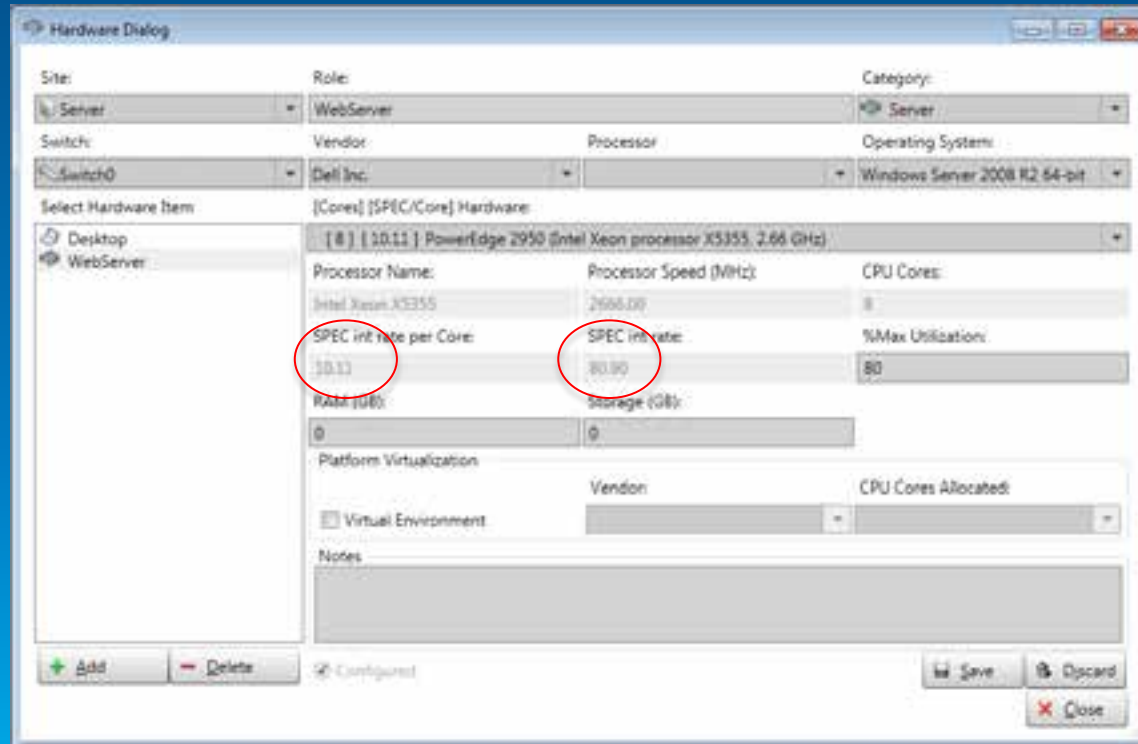 Hardware Dialog
Site: Role: Category:
Server WebServer Server
Switch: Vendor Processor Operating System:
Switch0 Dell Inc. Windows Server 2008 R2 64-bit
Select Hardware Item [Cores] [SPEC/Core] Hardware:
Desktop [ 8 ] [ 10.11 ] PowerEdge 2950 (Intel Xeon processor X5355, 2.66 GHz)
WebServer
Processor Name: Processor Speed (MHz): CPU Cores:
Intel Xeon X5355 2666.00 8
SPEC int rate per Core: SPEC int rate: %Max Utilization:
10.11 80.90 80
RAM (GB): Storage (GB):
0 0
Platform Virtualization
Vendor: CPU Cores Allocated:
Virtual Environment
Notes
Add Delete Configured Save Discard
Close